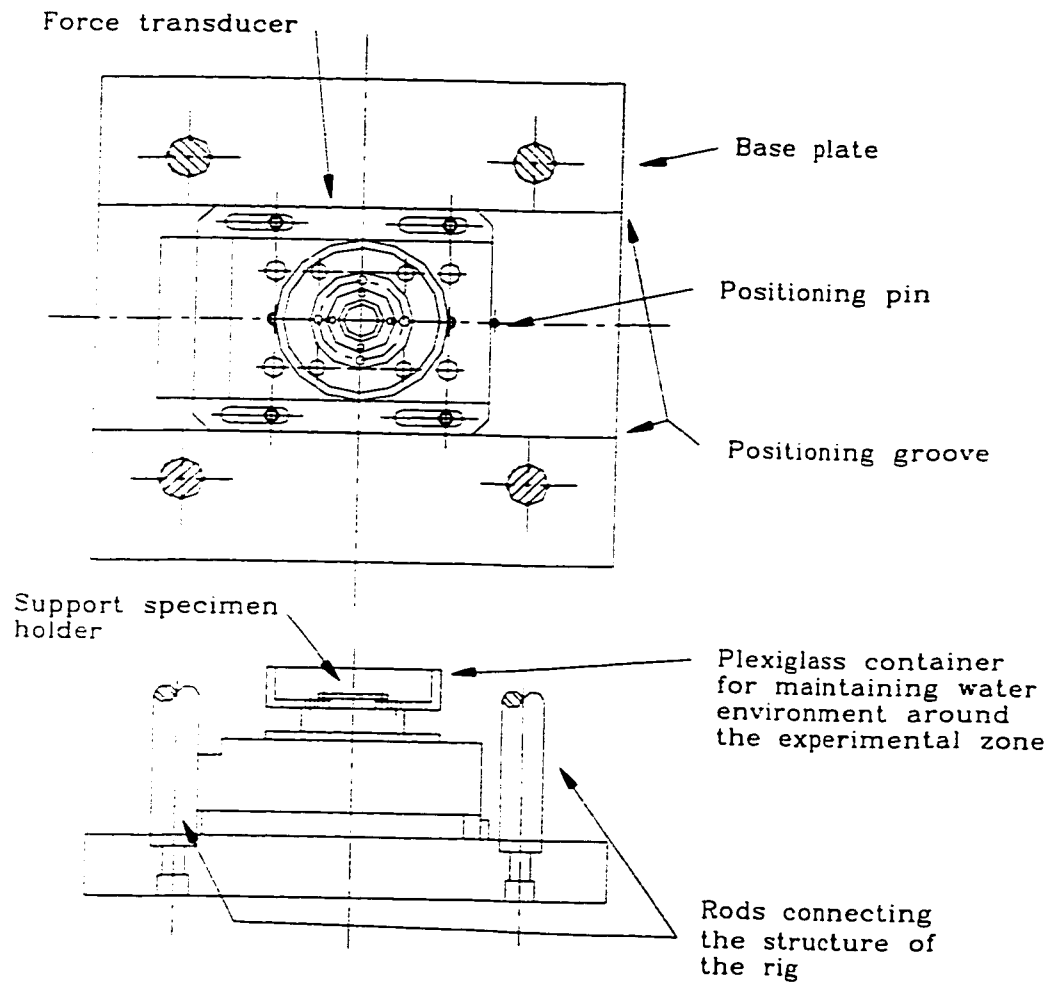 Force transducer
Base plate
Positioning pin
Positioning groove
Support specimen
holder
Plexiglass container
for maintaining water
environment around
the experimental zone
Rods connecting
the structure of
the rig